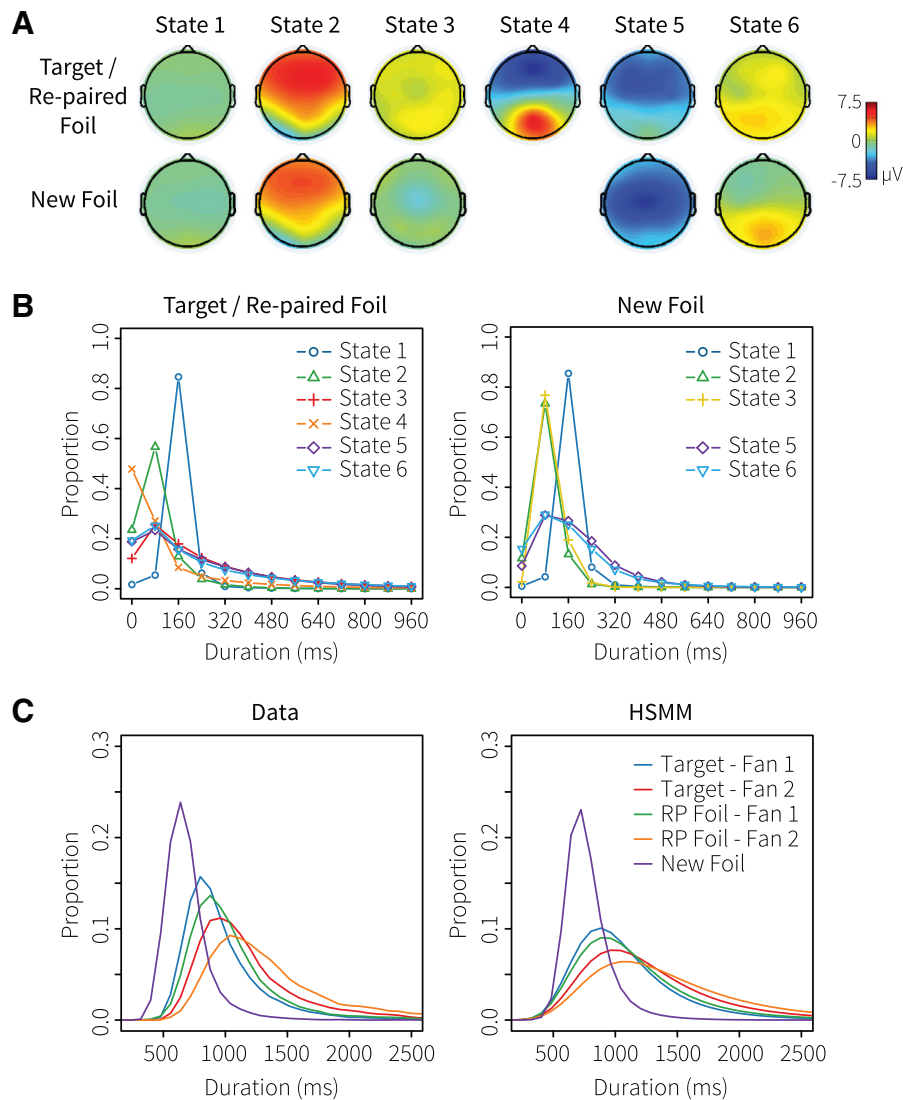 A
State 1 State 2 State 3 State 4 State 5 State 6
Target /
Re-paired
Foil
7.5
0
-7.5
μV
New Foil
B
Target / Re-paired Foil
New Foil
Proportion
0.0 0.2 0.4 0.6 0.8 1.0
State 1
State 2
State 3
State 4
State 5
State 6
0 160 320 480 640 800 960
Duration (ms)
Proportion
0.0 0.2 0.4 0.6 0.8 1.0
State 1
State 2
State 3
State 5
State 6
0 160 320 480 640 800 960
Duration (ms)
C
Data
HSMM
Proportion
0.0 0.1 0.2 0.3
500 1000 1500 2000 2500
Duration (ms)
Proportion
0.0 0.1 0.2 0.3
Target - Fan 1
Target - Fan 2
RP Foil - Fan 1
RP Foil - Fan 2
New Foil
500 1000 1500 2000 2500
Duration (ms)